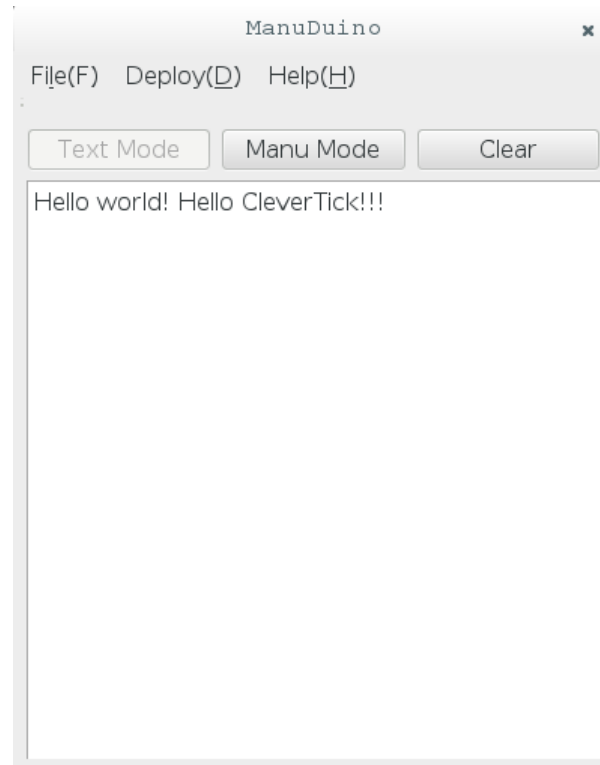 ManuDuino
File(F) Deploy(D) Help(H)
Text Mode Manu Mode Clear
Hello world! Hello CleverTick!!!